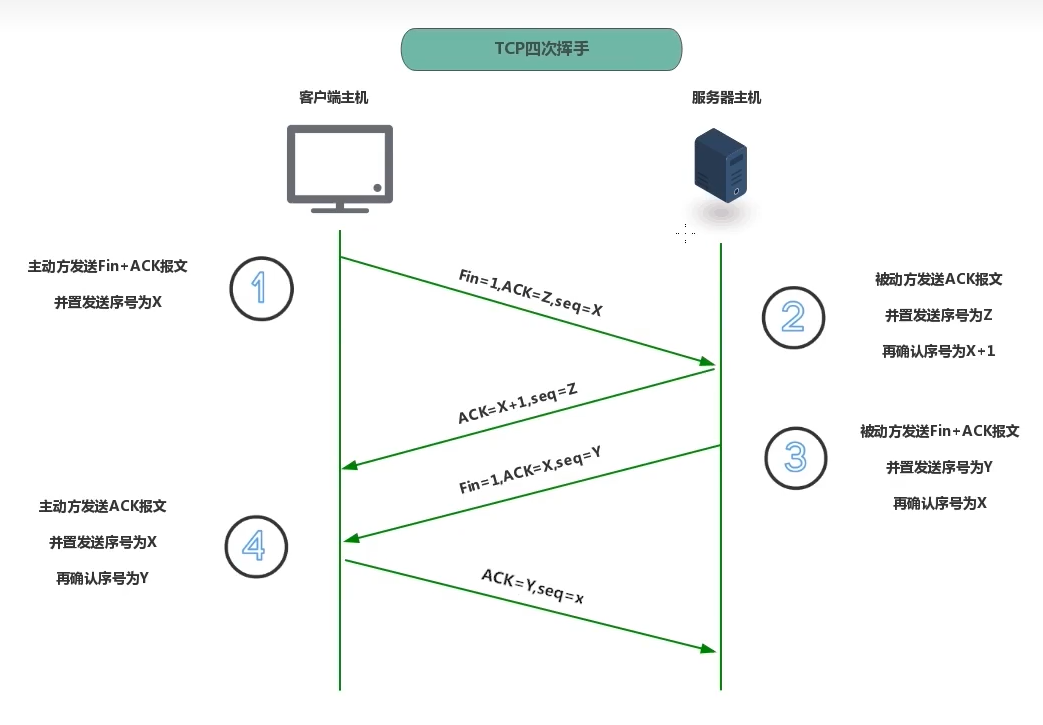 TCP四次挥手
客户端主机
服务器主机
主动方发送Fin+ACK报文
并置发送序号为X
1
Fin=1,ACK=Z,seq=X
2
被动方发送ACK报文
并置发送序号为Z
再确认序号为X+1
ACK=X+1,seq=Z
Fin=1,ACK=X,seq=Y
3
被动方发送Fin+ACK报文
并置发送序号为Y
再确认序号为X
主动方发送ACK报文
并置发送序号为X
再确认序号为Y
4
ACK=Y,seq=x